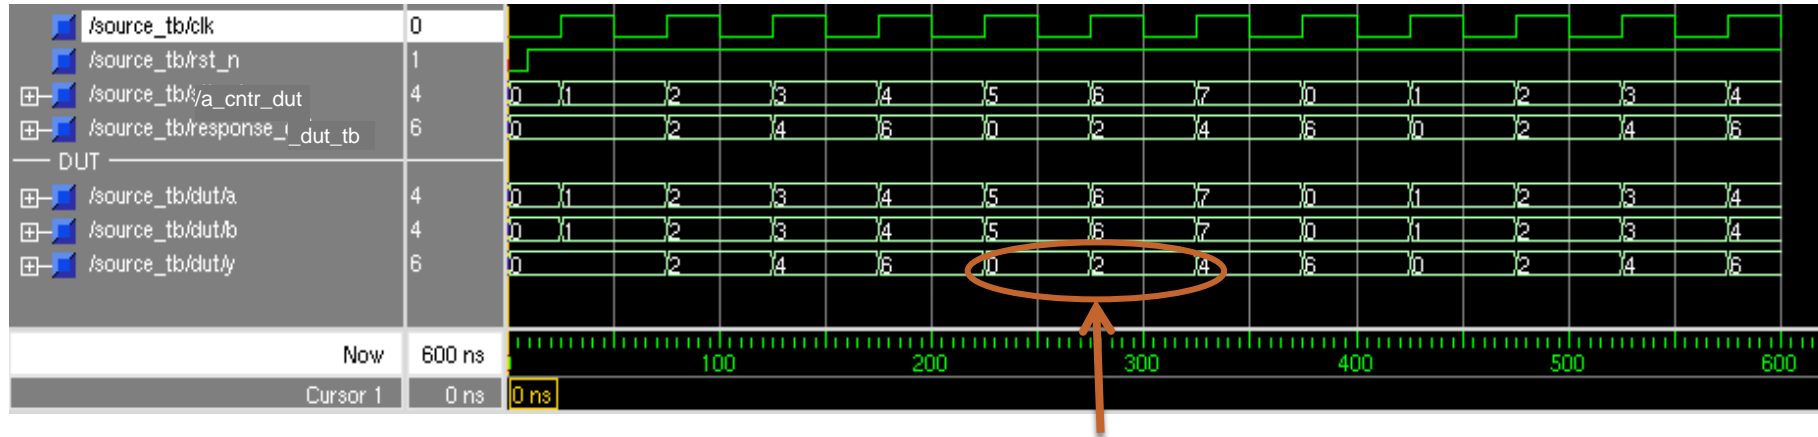 /source_tb/clk 0
/source_tb/rst_n 1
/source_tb/ /a_cntr_dut 4 0 1 2 3 4 5 6 7 0 1 2 3 4
/source_tb/response_ _dut_tb 6 0 2 4 6 0 2 4 6 0 2 4 6
DUT
/source_tb/dut/a 4 0 1 2 3 4 5 6 7 0 1 2 3 4
/source_tb/dut/b 4 0 1 2 3 4 5 6 7 0 1 2 3 4
/source_tb/dut/y 6 0 2 4 6 0 2 4 6 0 2 4 6
Now 600 ns 100 200 300 400 500 600
Cursor 1 0 ns 0 ns